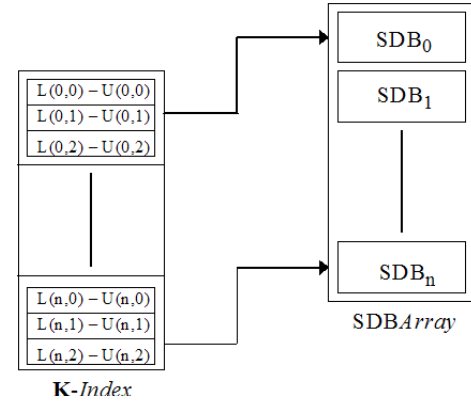 L(0,0) – U(0,0)
L(0,1) – U(0,1)
L(0,2) – U(0,2)
L(n,0) – U(n,0)
L(n,1) – U(n,1)
L(n,2) – U(n,2)
K-Index
SDB0
SDB1
SDBn
SDBArray